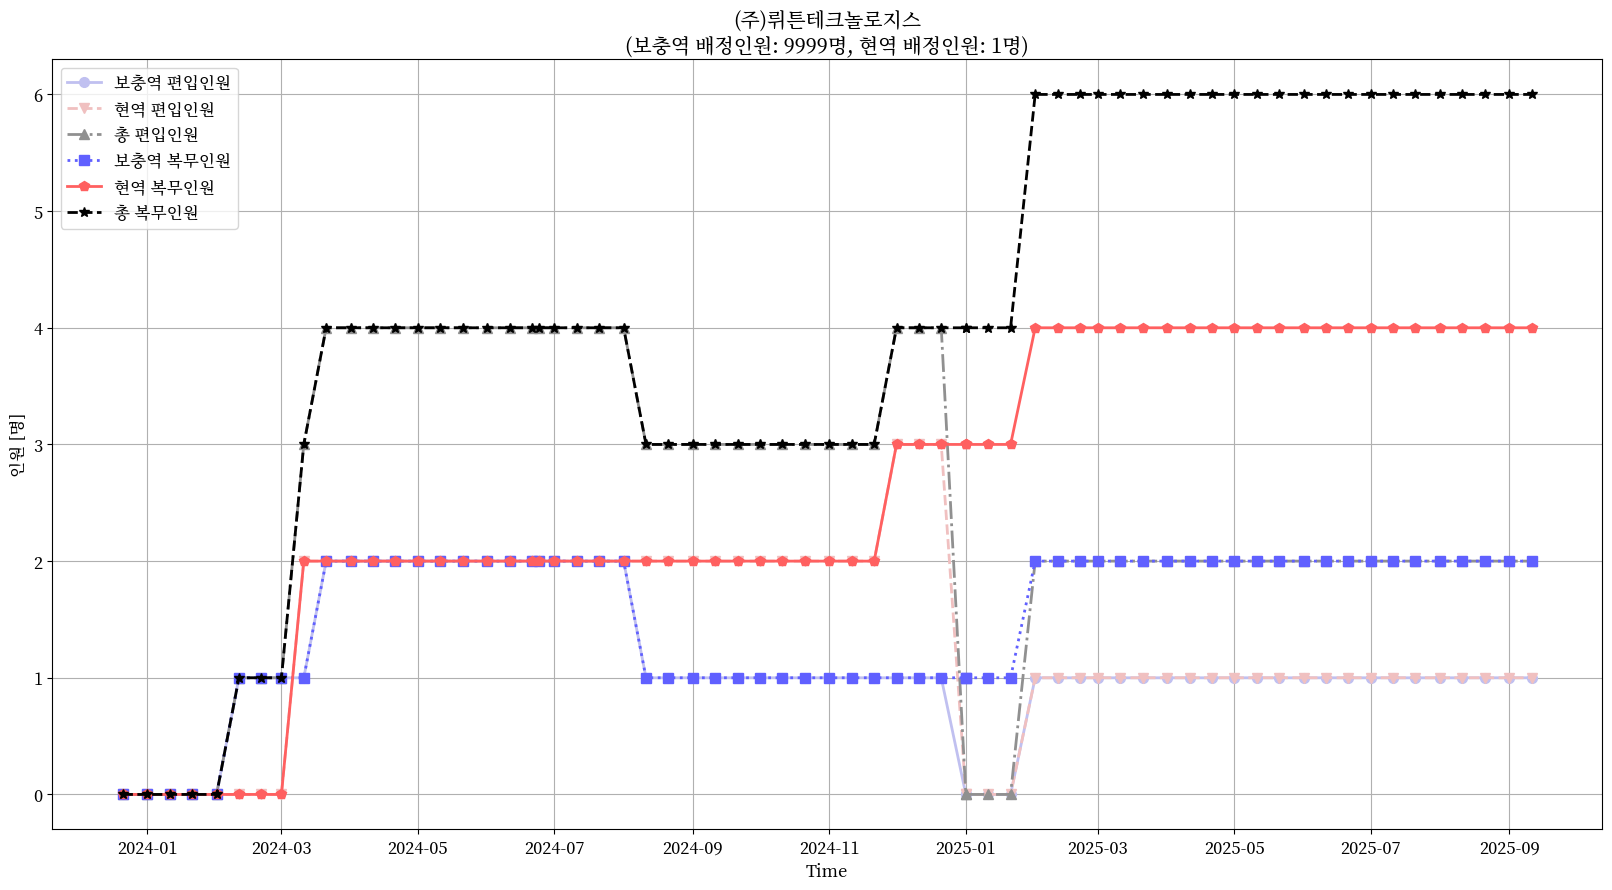 (주)뤼튼테크놀로지스
(보충역 배정인원: 9999명, 현역 배정인원: 1명)
보충역 편입인원
현역 편입인원
총 편입인원
보충역 복무인원
현역 복무인원
총 복무인원
인원 [명]
6
5
4
3
2
1
0
2024-01 2024-03 2024-05 2024-07 2024-09 2024-11 2025-01 2025-03 2025-05 2025-07 2025-09
Time